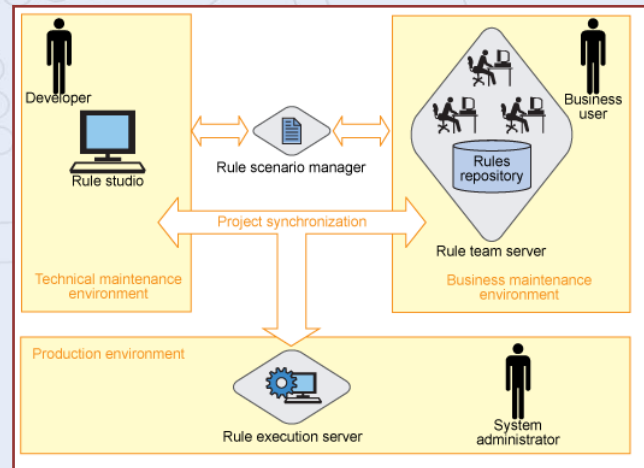 Developer
Rule studio
Technical maintenance
environment
Rule scenario manager
Project synchronization
Business
user
Rules
repository
Rule team server
Business maintenance
environment
Production environment
Rule execution server
System
administrator